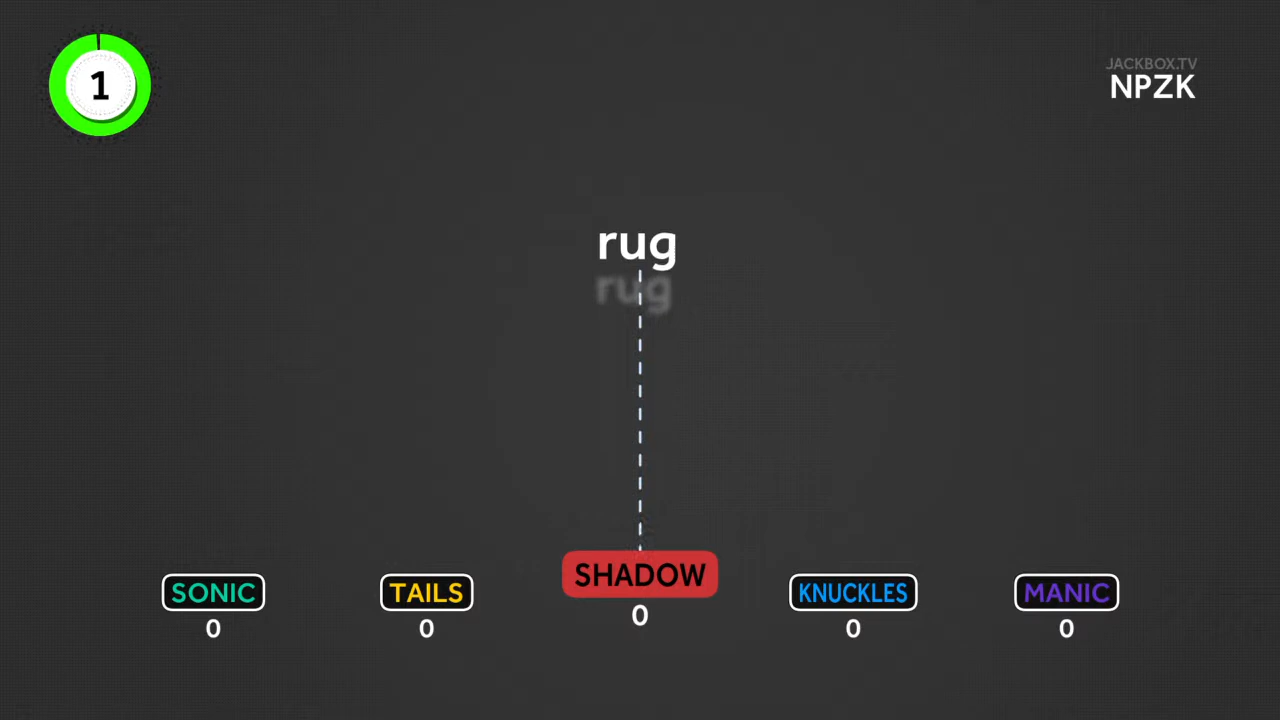 1
JACKBOX.TV
NPZK
rug
rug
SHADOW
SONIC
TAILS
KNUCKLES
MANIC
0
0
0
0
0